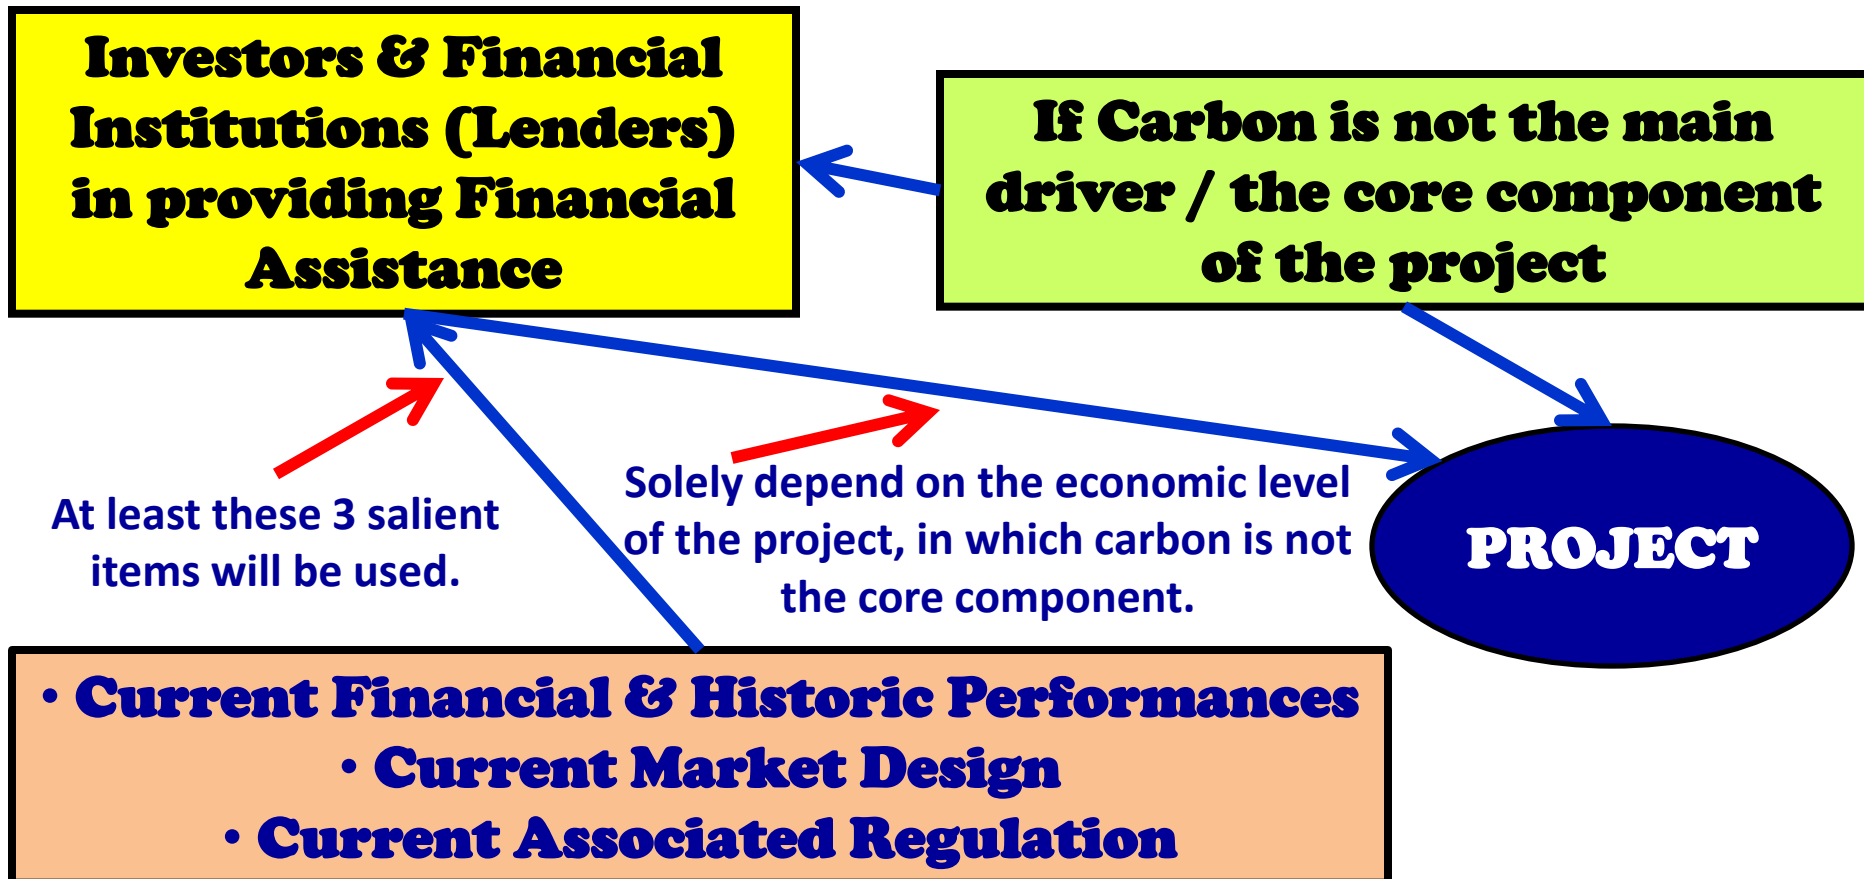 Investors & Financial
Institutions (Lenders)
in providing Financial
Assistance
If Carbon is not the main
driver / the core component
of the project
At least these 3 salient
items will be used.
Solely depend on the economic level
of the project, in which carbon is not
the core component.
PROJECT
• Current Financial & Historic Performances
• Current Market Design
• Current Associated Regulation